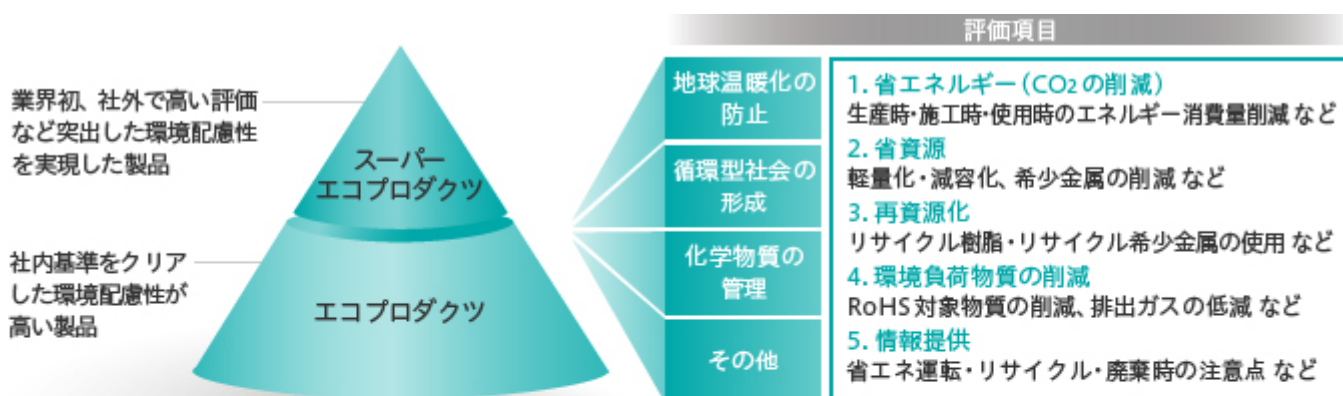 評価項目
業界初、社外で高い評価
など突出した環境配慮性
を実現した製品
社内基準をクリア
した環境配慮性が
高い製品
スーパー
エコプロダクツ
エコプロダクツ
地球温暖化の
防止
循環型社会の
形成
化学物質の
管理
その他
1. 省エネルギー（CO₂の削減）
生産時・施工時・使用時のエネルギー消費量削減 など
2. 省資源
軽量化・減容化、希少金属の削減 など
3. 再資源化
リサイクル樹脂・リサイクル希少金属の使用 など
4. 環境負荷物質の削減
RoHS対象物質の削減、排出ガスの低減 など
5. 情報提供
省エネ運転・リサイクル・廃棄時の注意点 など